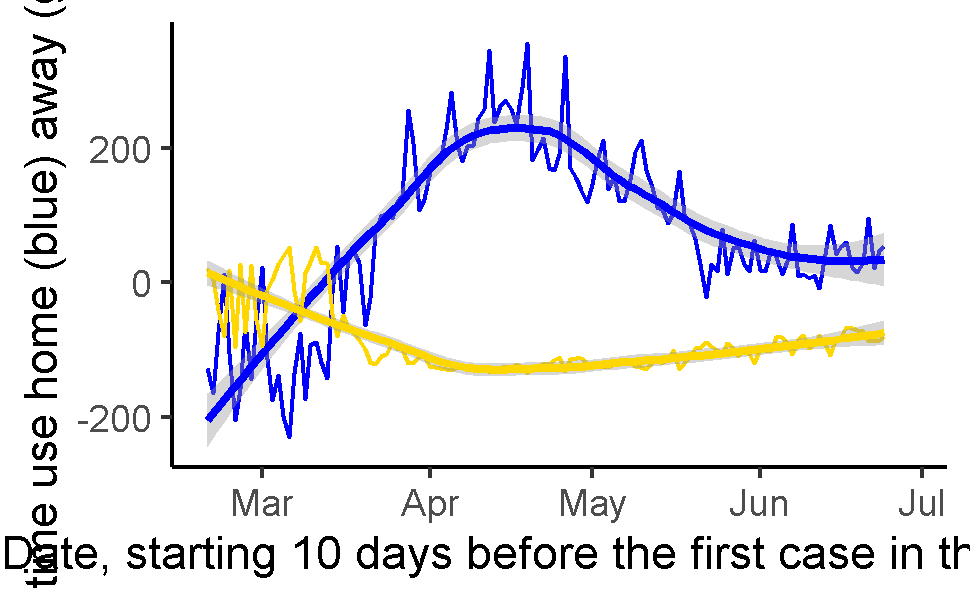 time use home (blue) away (
200
0
-200
Mar Apr May Jun Jul
Date, starting 10 days before the first case in th